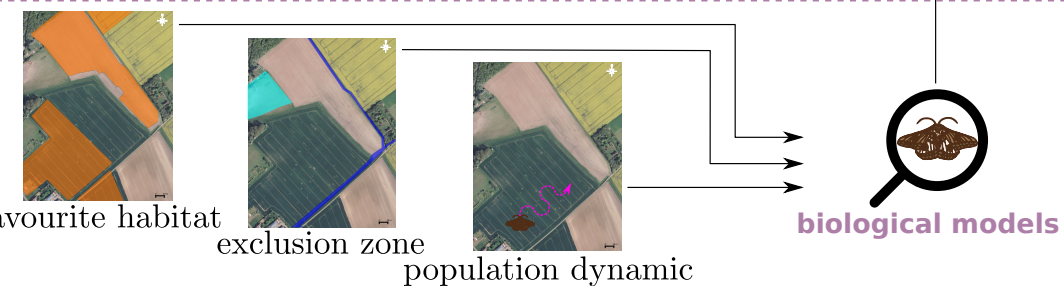 avourite habitat
exclusion zone
population dynamic
biological models